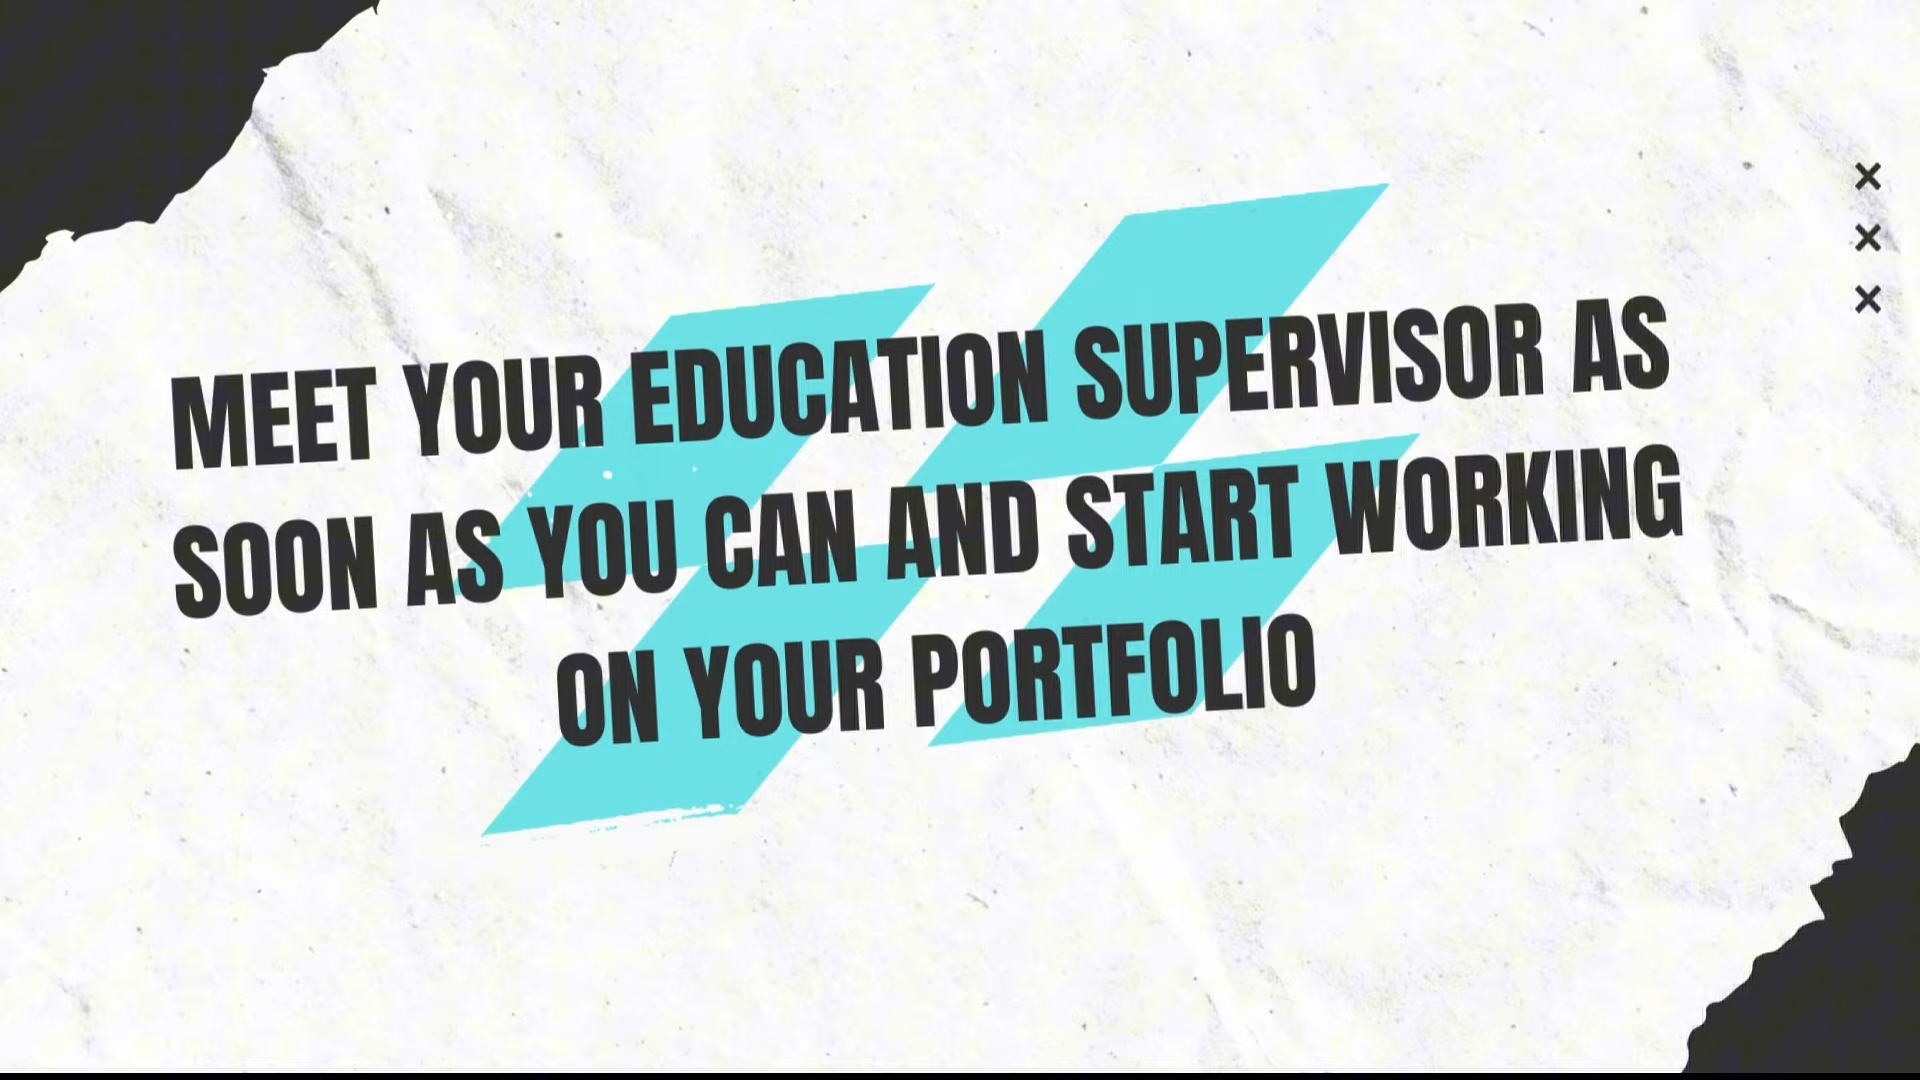 MEET YOUR EDUCATION SUPERVISOR AS
SOON AS YOU CAN AND START WORKING
ON YOUR PORTFOLIO